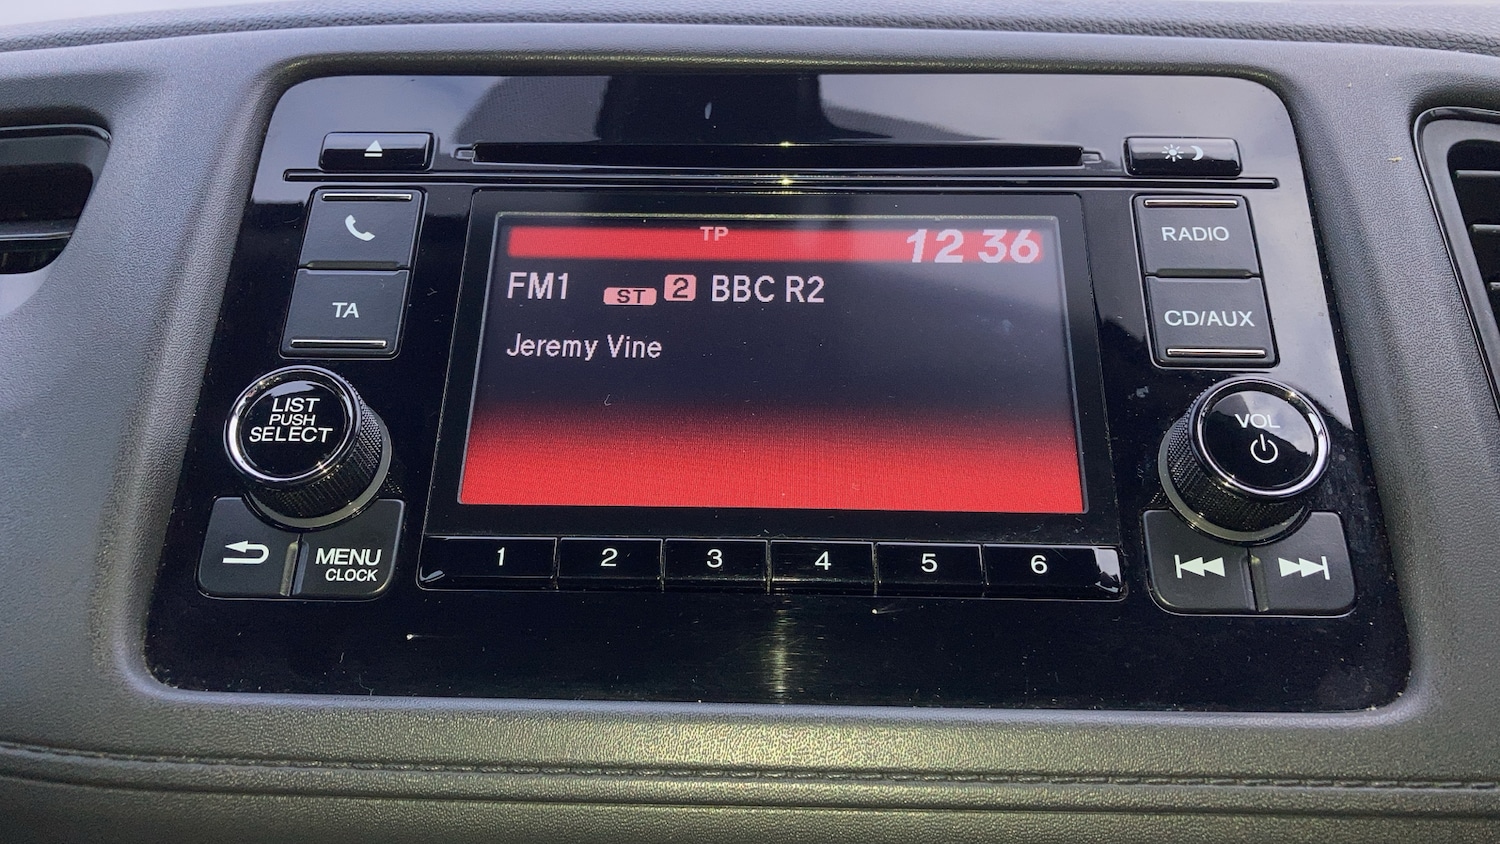 TP 12 36
FM1 ST 2 BBC R2
Jeremy Vine
TA
RADIO
CD/AUX
LIST
PUSH
SELECT
VOL
MENU
CLOCK
1 2 3 4 5 6